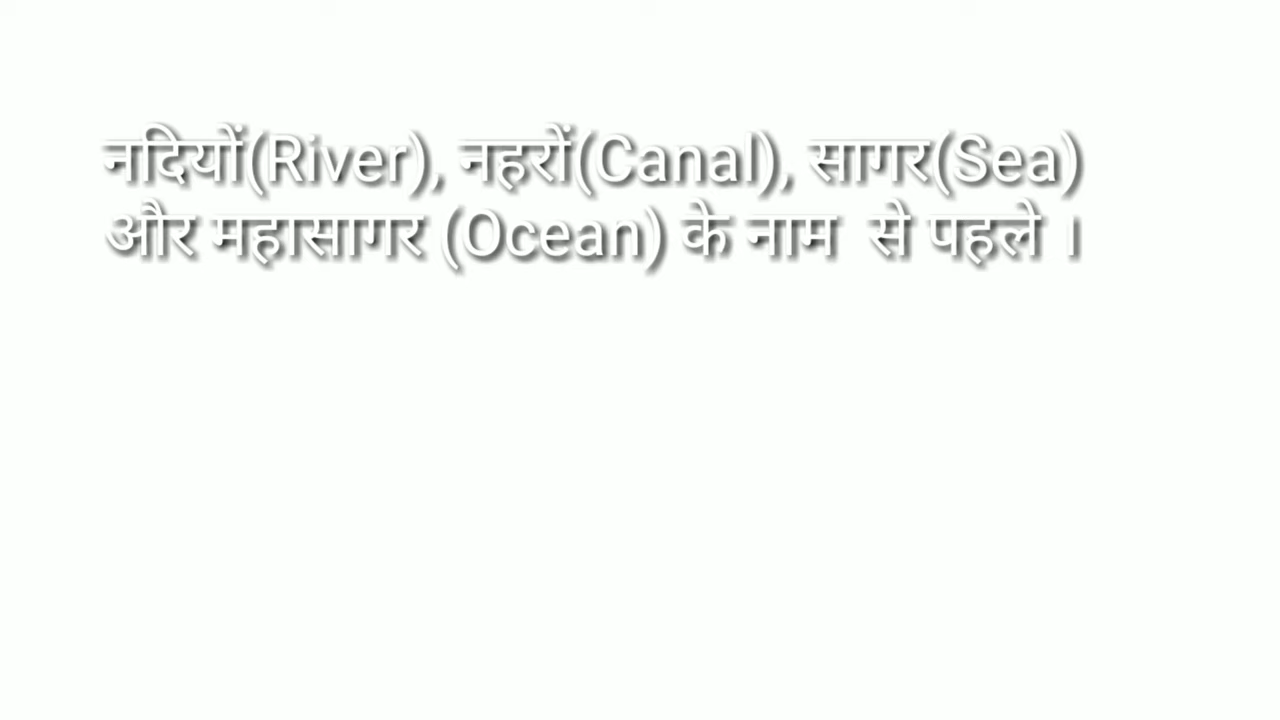 नदियों(River), नहरों(Canal), सागर(Sea)
और महासागर (Ocean) के नाम से पहले ।